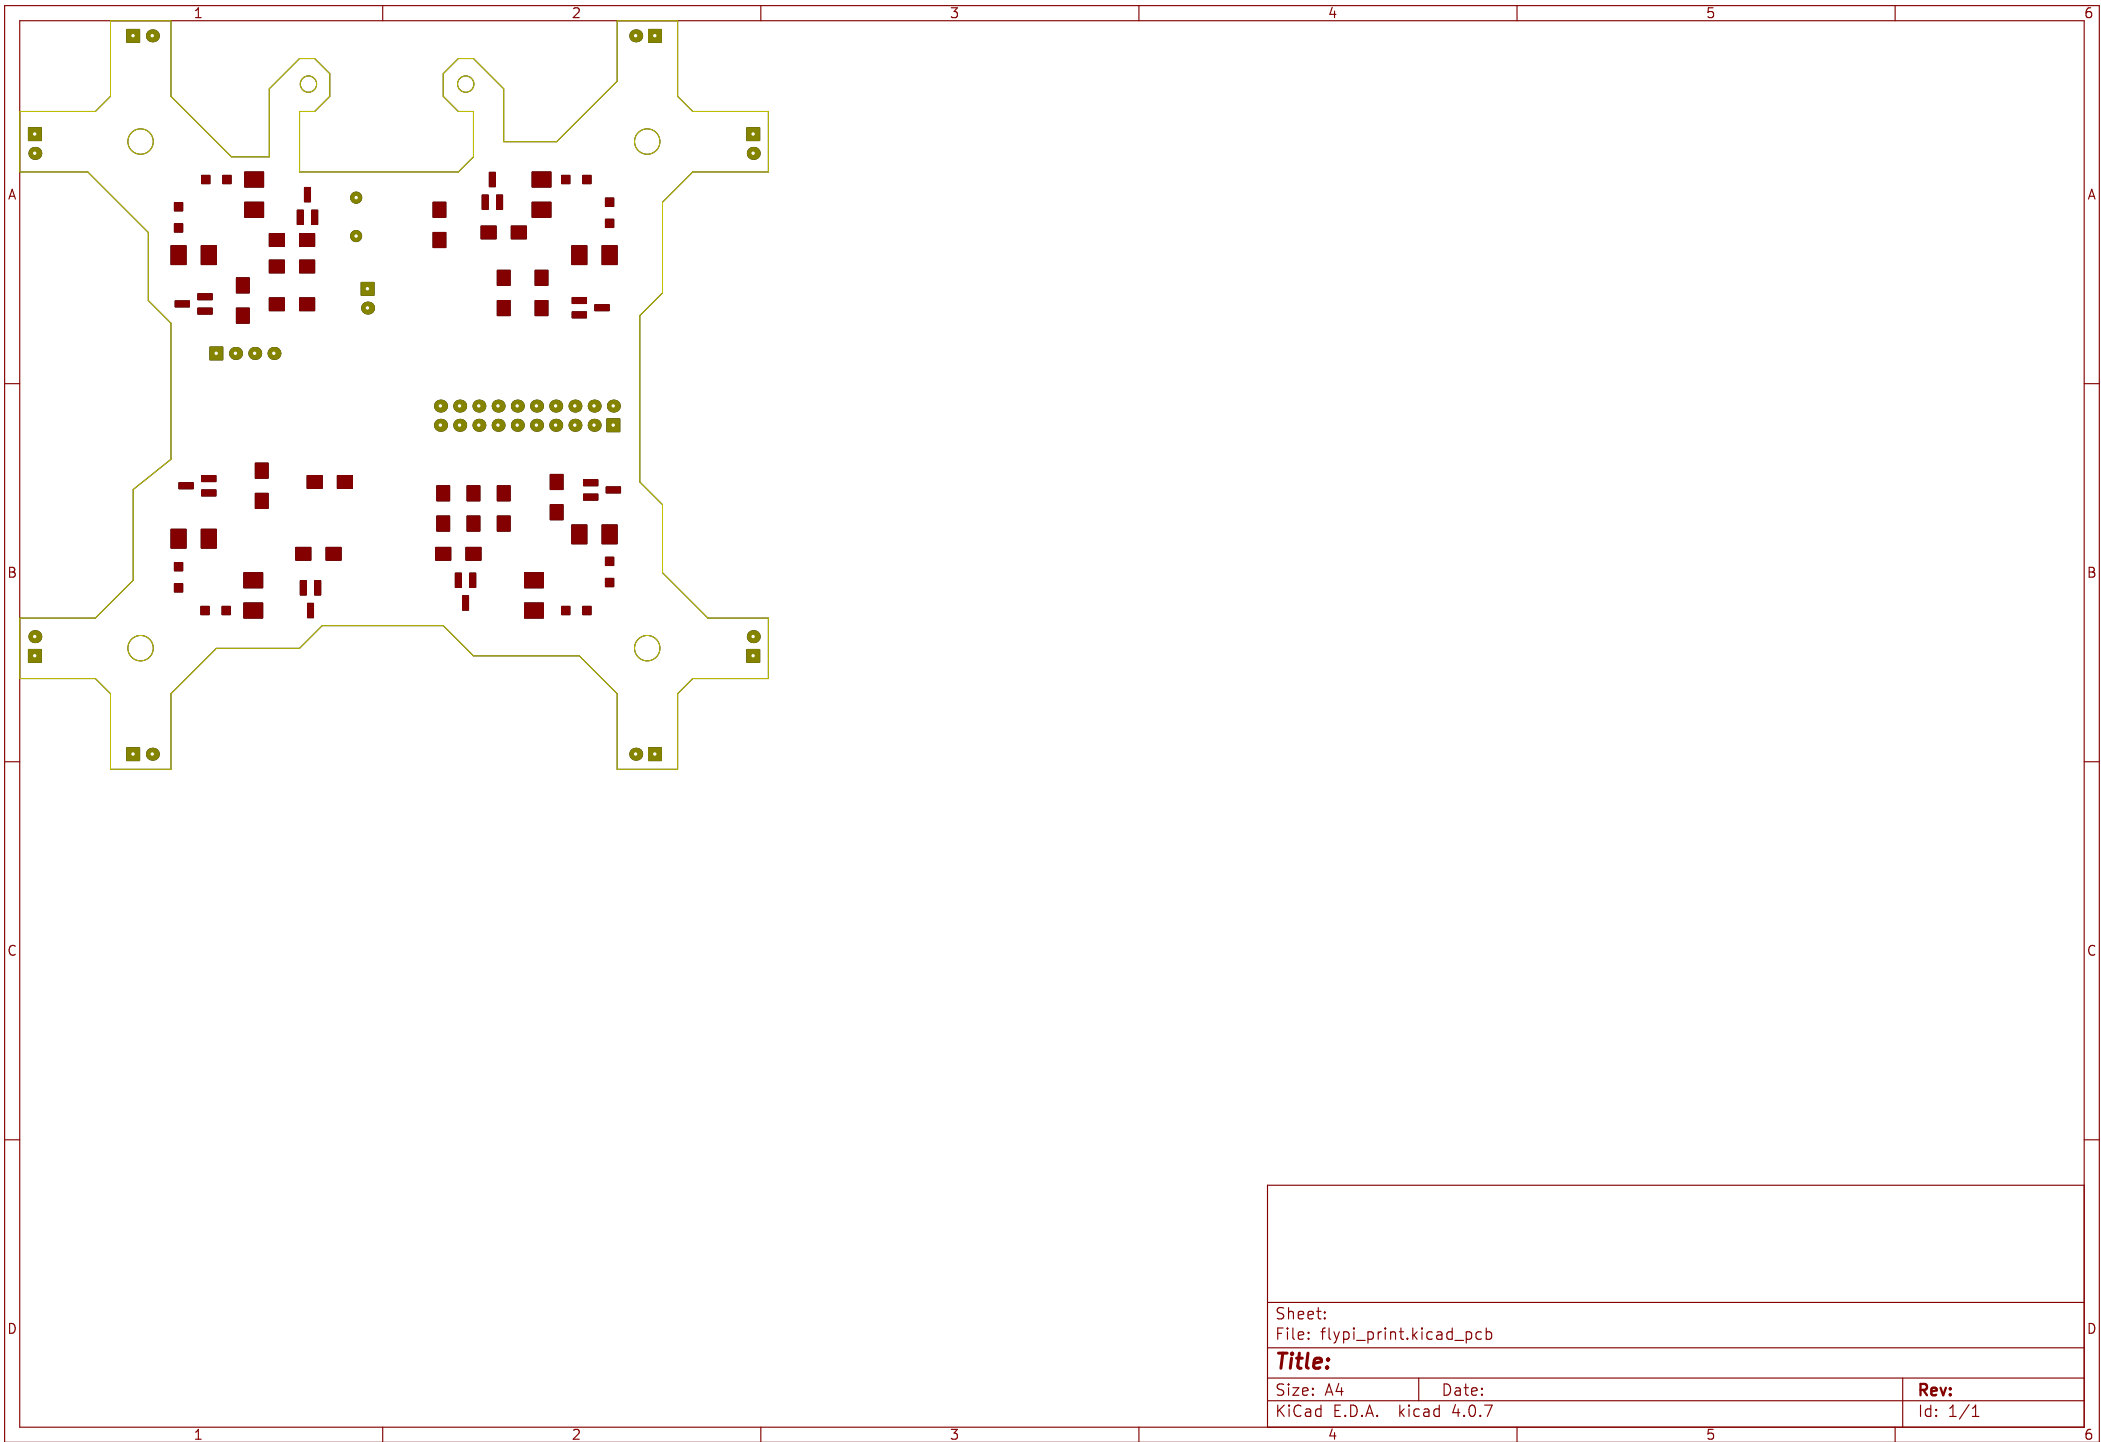 1 2 3 4 5 6
A A
B B
C C
D D
Sheet:
File: flypi_print.kicad_pcb
Title:
Size: A4 Date: Rev:
KiCad E.D.A. kicad 4.0.7 Id: 1/1
1 2 3 4 5 6